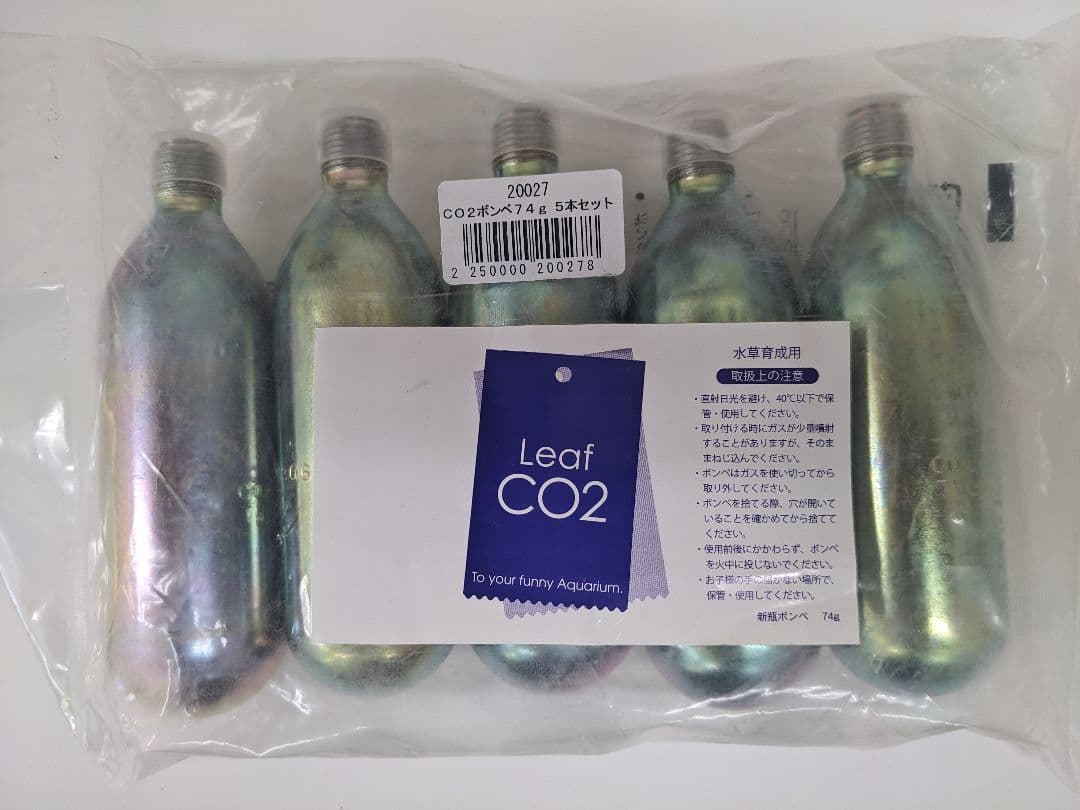 20027
CO2ボンベ74g 5本セット
2 250000 200278
Leaf
CO2
To your funny Aquarium.
水草育成用
取扱上の注意
・直射日光を避け、40℃以下で保
管・使用してください。
・取り付ける時にガスが少量噴射
することがありますが、そのま
まねじ込んでください。
・ボンベはガスを使い切ってから
取り外してください。
・ボンベを捨てる際、穴が開いて
いることを確かめてから捨てて
ください。
・使用前後にかかわらず、ボンベ
を火中に投じないでください。
・お子様の手の届かない場所で、
保管・使用してください。
新瓶ボンベ 74g